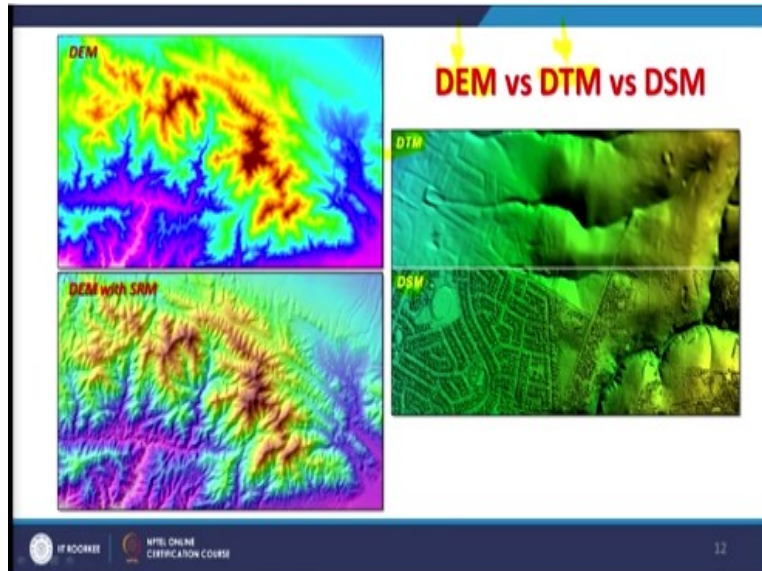 DEM
DEM vs DTM vs DSM
DTM
DEM with SRM
DSM
IIT ROORKEE
NPTEL ONLINE
CERTIFICATION COURSE
12